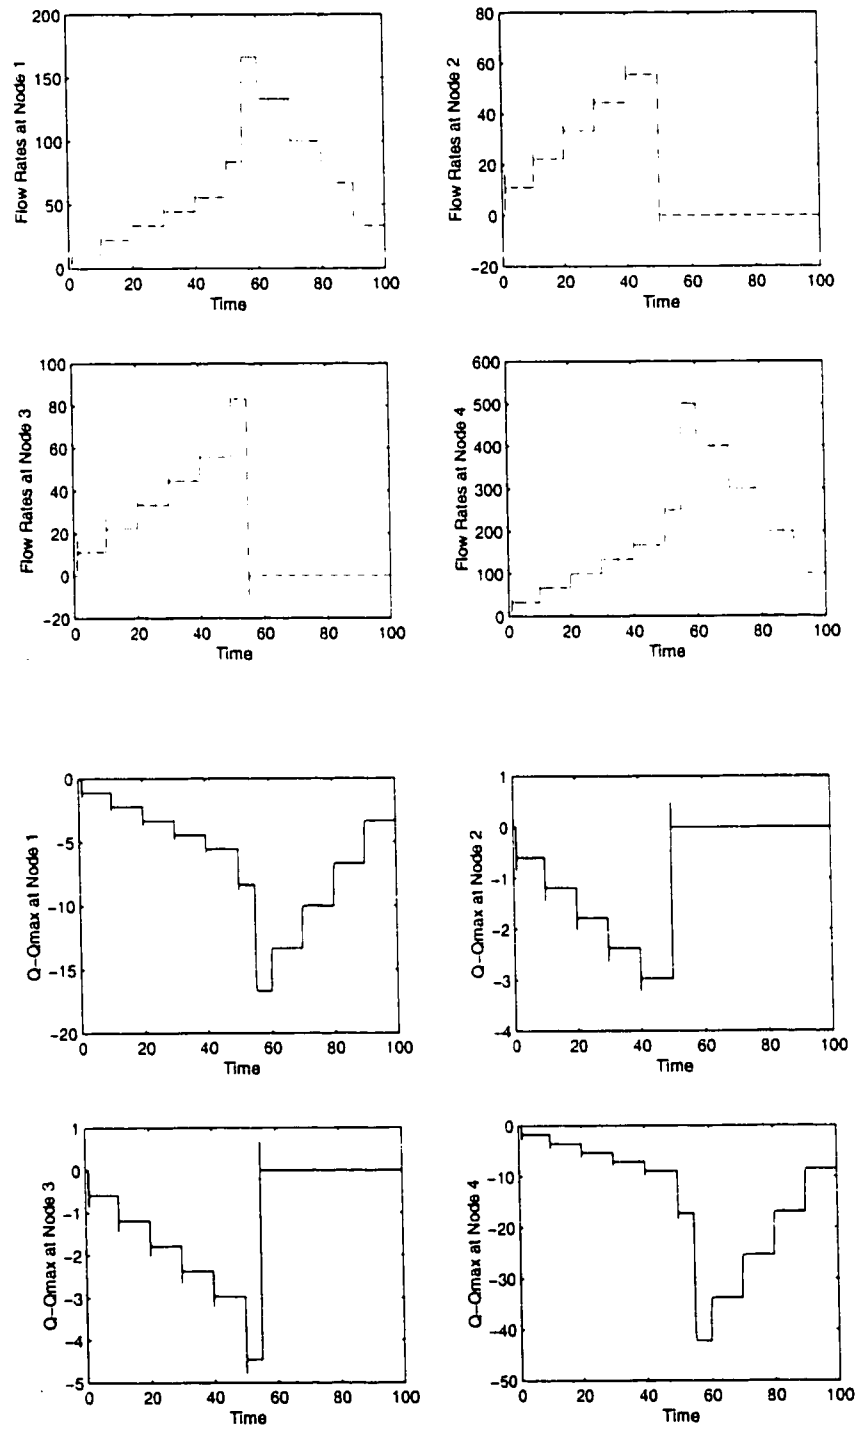 Flow Rates at Node 1
200
150
100
50
0
0 20 40 60 80 100
Time
Flow Rates at Node 2
80
60
40
20
0
−20
0 20 40 60 80 100
Time
Flow Rates at Node 3
100
80
60
40
20
0
−20
0 20 40 60 80 100
Time
Flow Rates at Node 4
600
500
400
300
200
100
0
0 20 40 60 80 100
Time
Q−Qmax at Node 1
0
−5
−10
−15
−20
0 20 40 60 80 100
Time
Q−Qmax at Node 2
1
0
−1
−2
−3
−4
0 20 40 60 80 100
Time
Q−Qmax at Node 3
1
0
−1
−2
−3
−4
−5
0 20 40 60 80 100
Time
Q−Qmax at Node 4
0
−10
−20
−30
−40
−50
0 20 40 60 80 100
Time